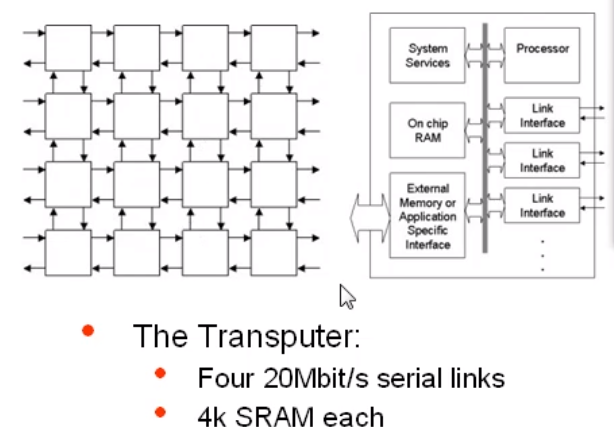 System
Services
Processor
On chip
RAM
Link
Interface
Link
Interface
External
Memory or
Application
Specific
Interface
Link
Interface
• The Transputer:
• Four 20Mbit/s serial links
• 4k SRAM each